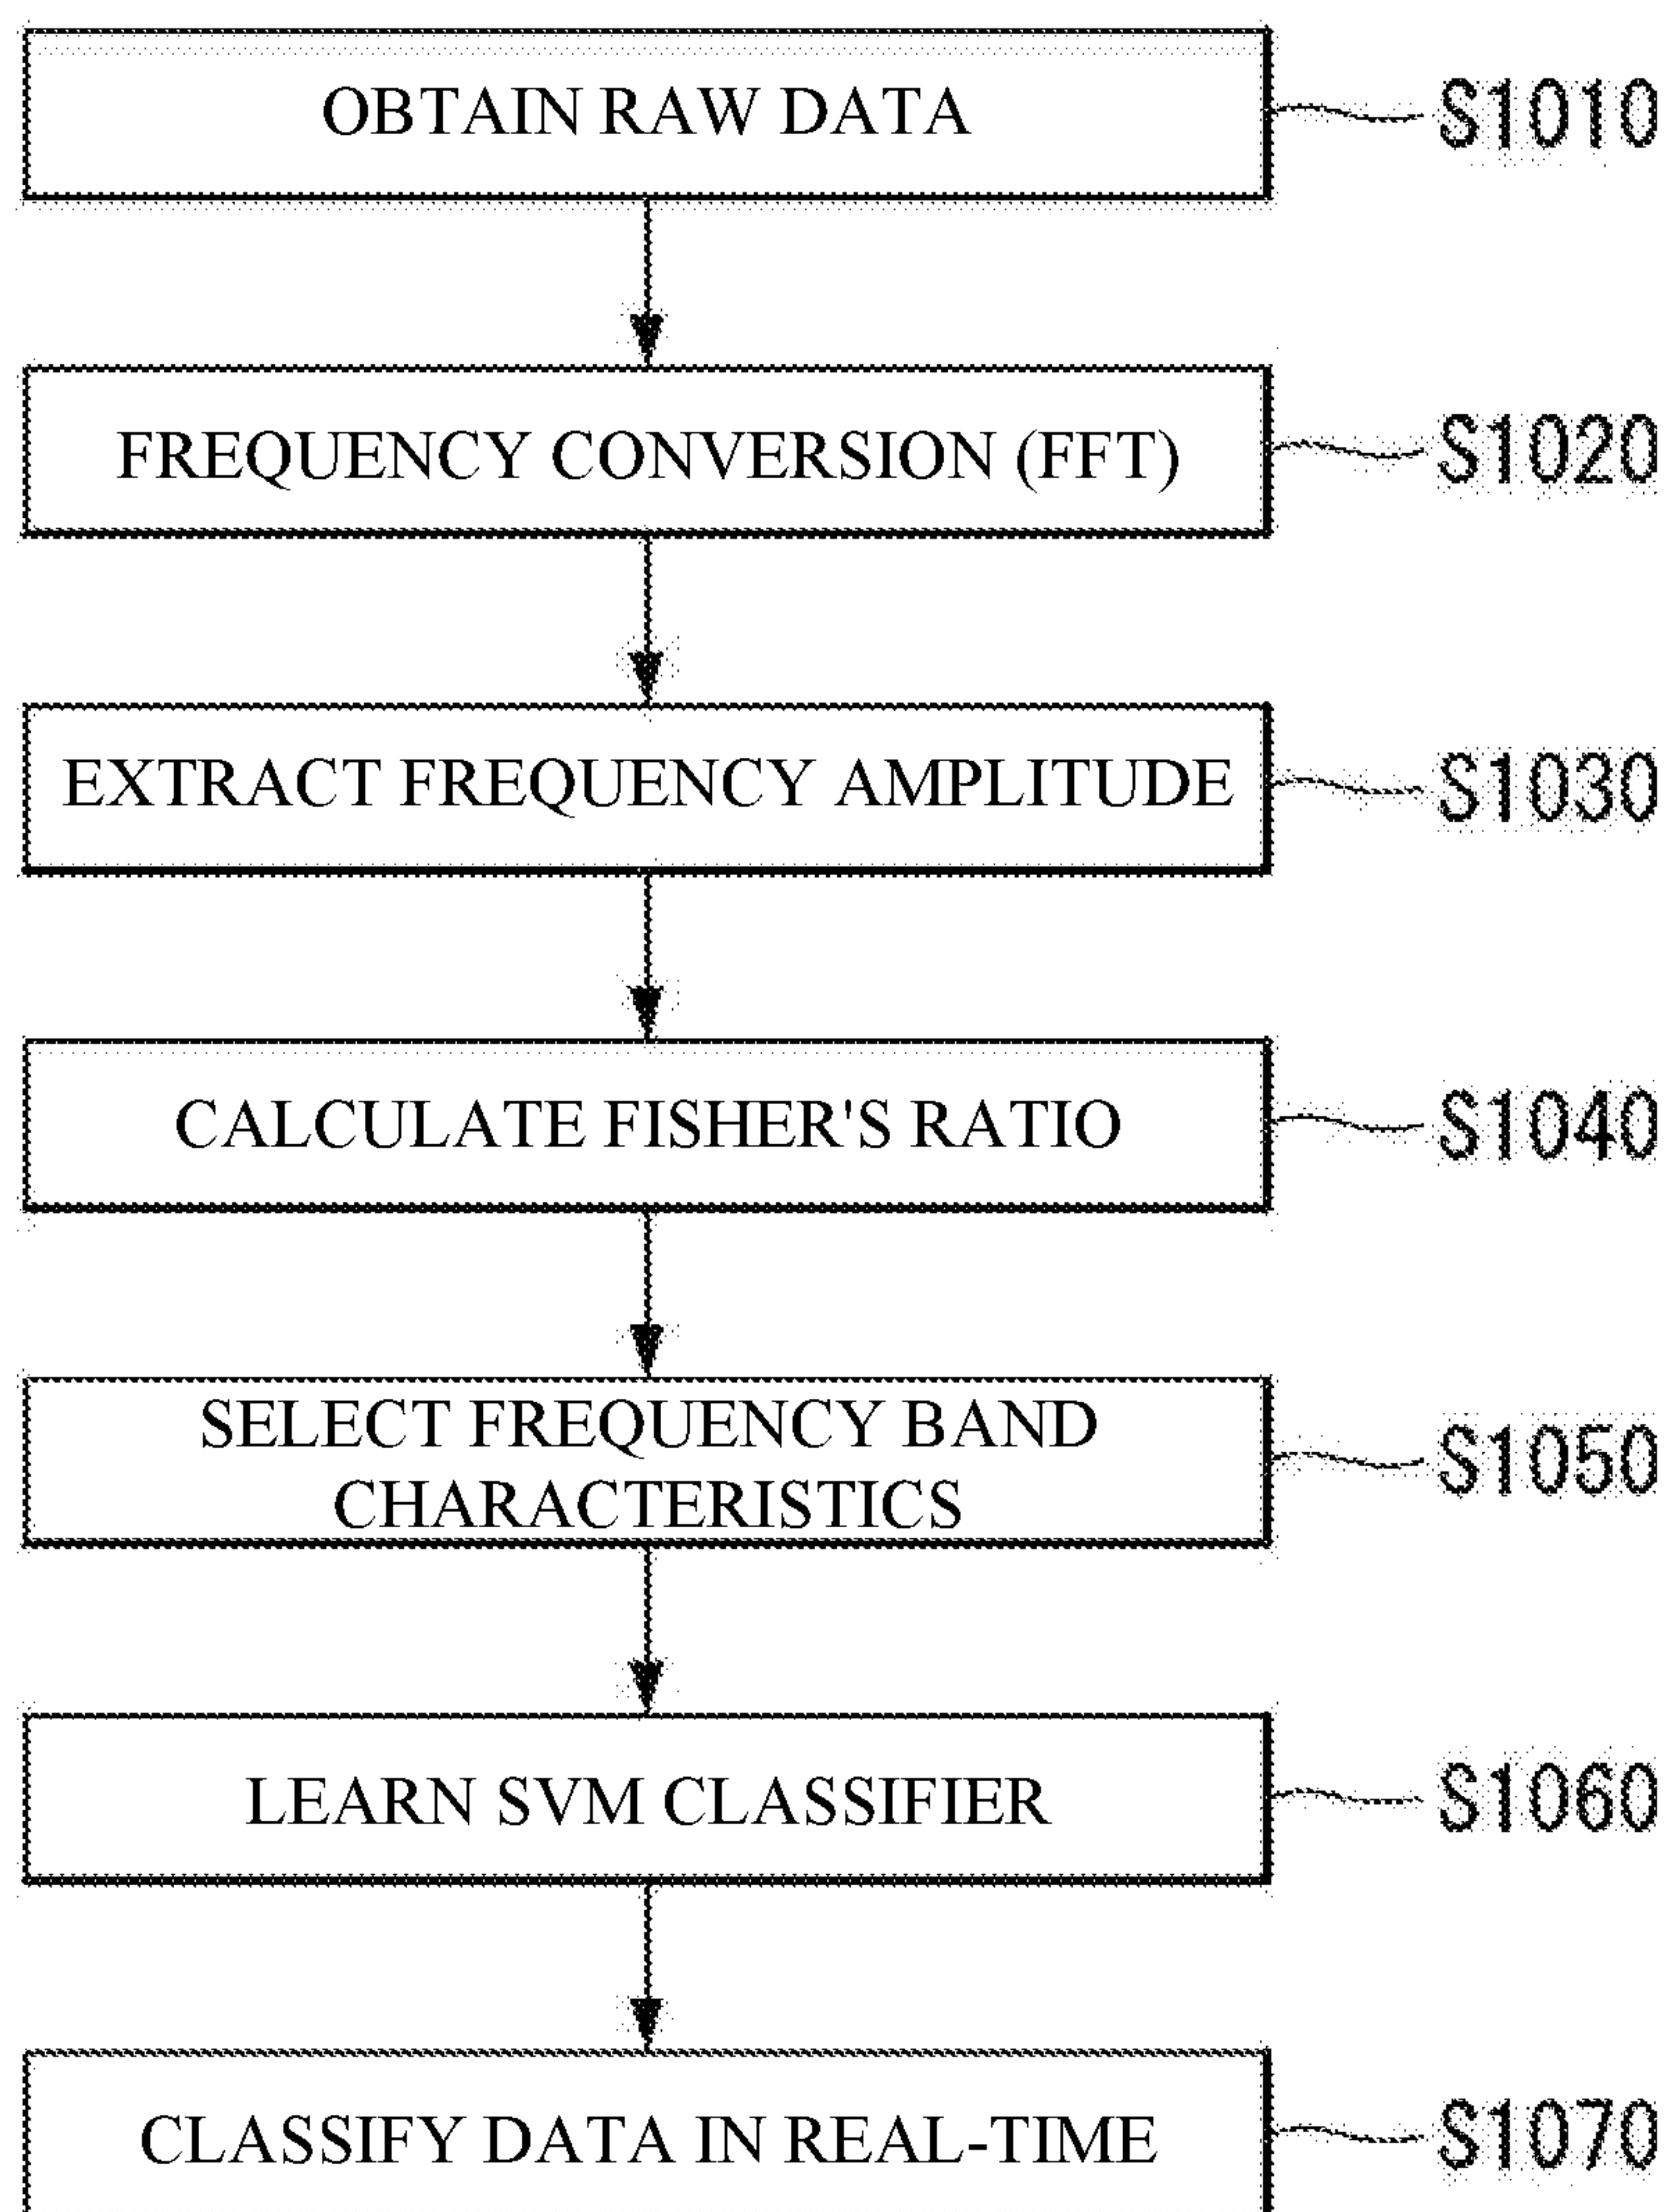 OBTAIN RAW DATA
S1010
FREQUENCY CONVERSION (FFT)
S1020
EXTRACT FREQUENCY AMPLITUDE
S1030
CALCULATE FISHER'S RATIO
S1040
SELECT FREQUENCY BAND
CHARACTERISTICS
S1050
LEARN SVM CLASSIFIER
S1060
CLASSIFY DATA IN REAL-TIME
S1070